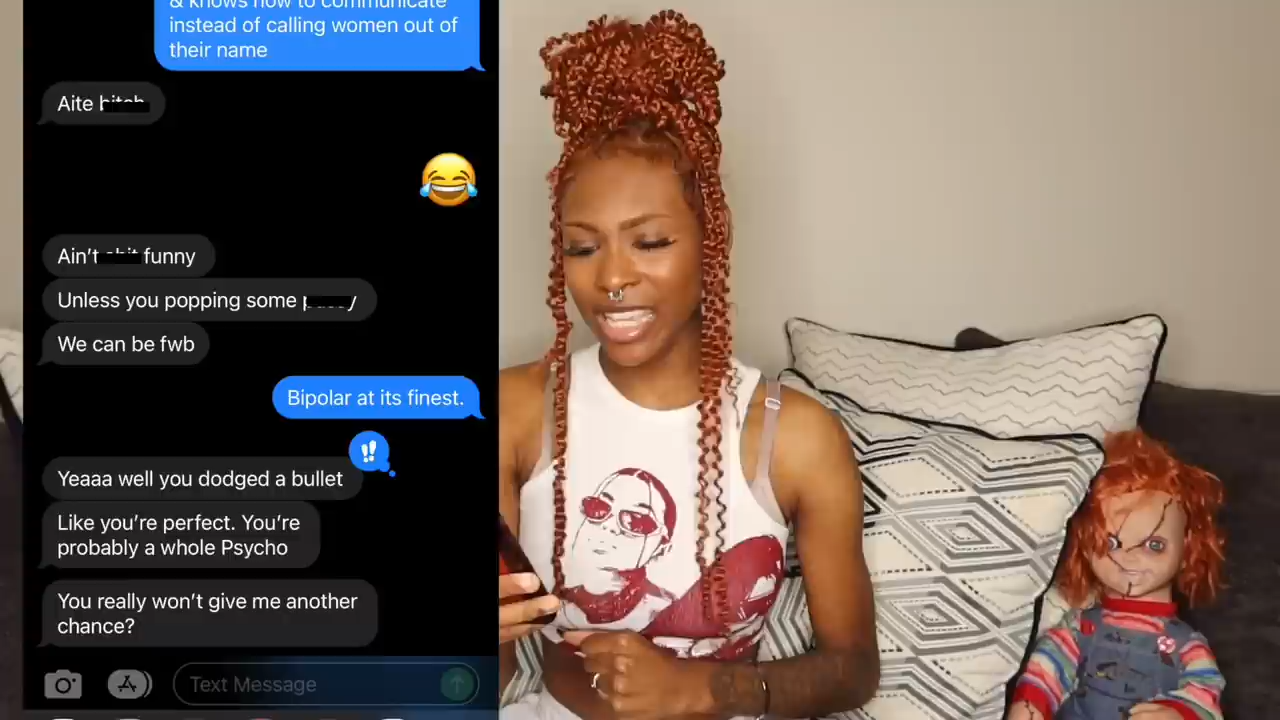 & knows how to communicate
instead of calling women out of
their name
Aite bitch
Ain't shit funny
Unless you popping some
We can be fwb
Bipolar at its finest.
Yeaaa well you dodged a bullet
Like you're perfect. You're
probably a whole Psycho
You really won't give me another
chance?
Text Message